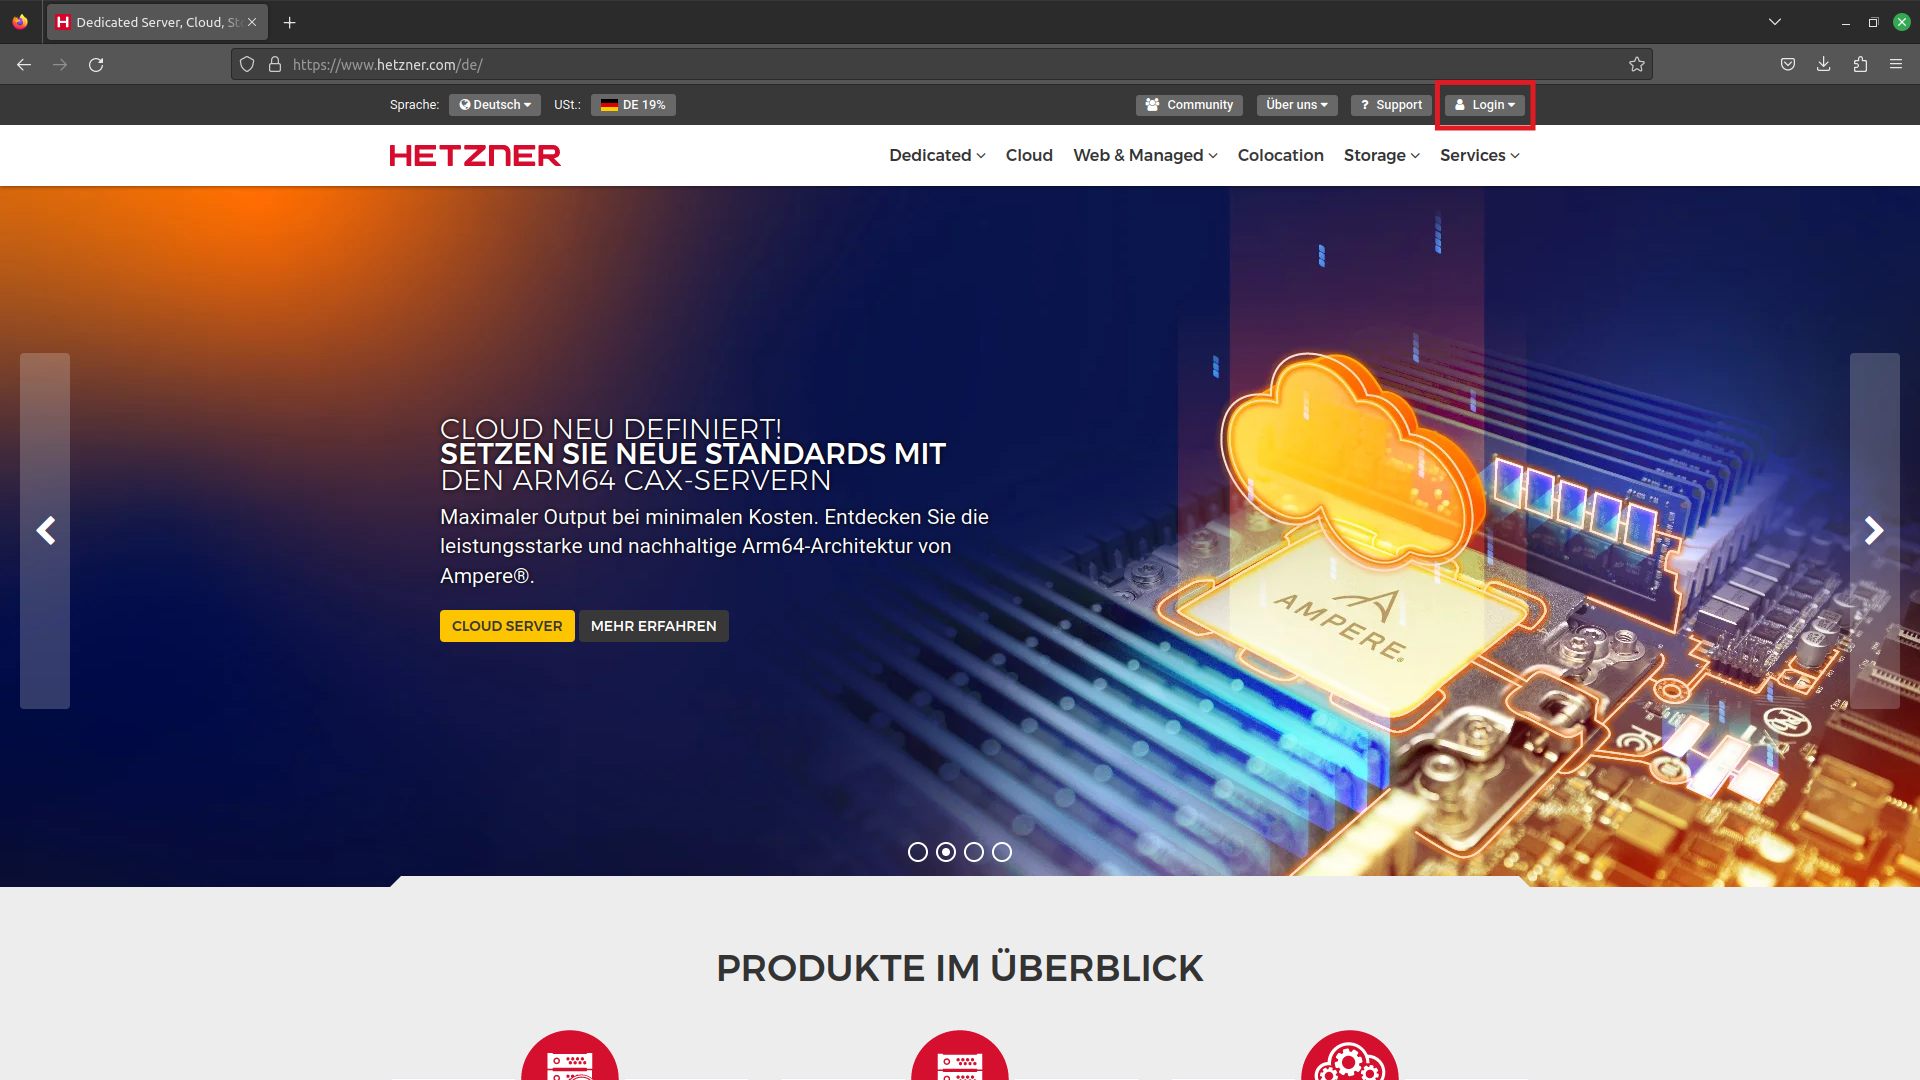 Dedicated Server, Cloud, St
https://www.hetzner.com/de/
Sprache: Deutsch USt.: DE 19% Community Über uns ? Support Login
HETZNER
Dedicated Cloud Web & Managed Colocation Storage Services
CLOUD NEU DEFINIERT!
SETZEN SIE NEUE STANDARDS MIT
DEN ARM64 CAX-SERVERN
Maximaler Output bei minimalen Kosten. Entdecken Sie die
leistungsstarke und nachhaltige Arm64-Architektur von
Ampere®.
CLOUD SERVER MEHR ERFAHREN
AMPERE®
PRODUKTE IM ÜBERBLICK